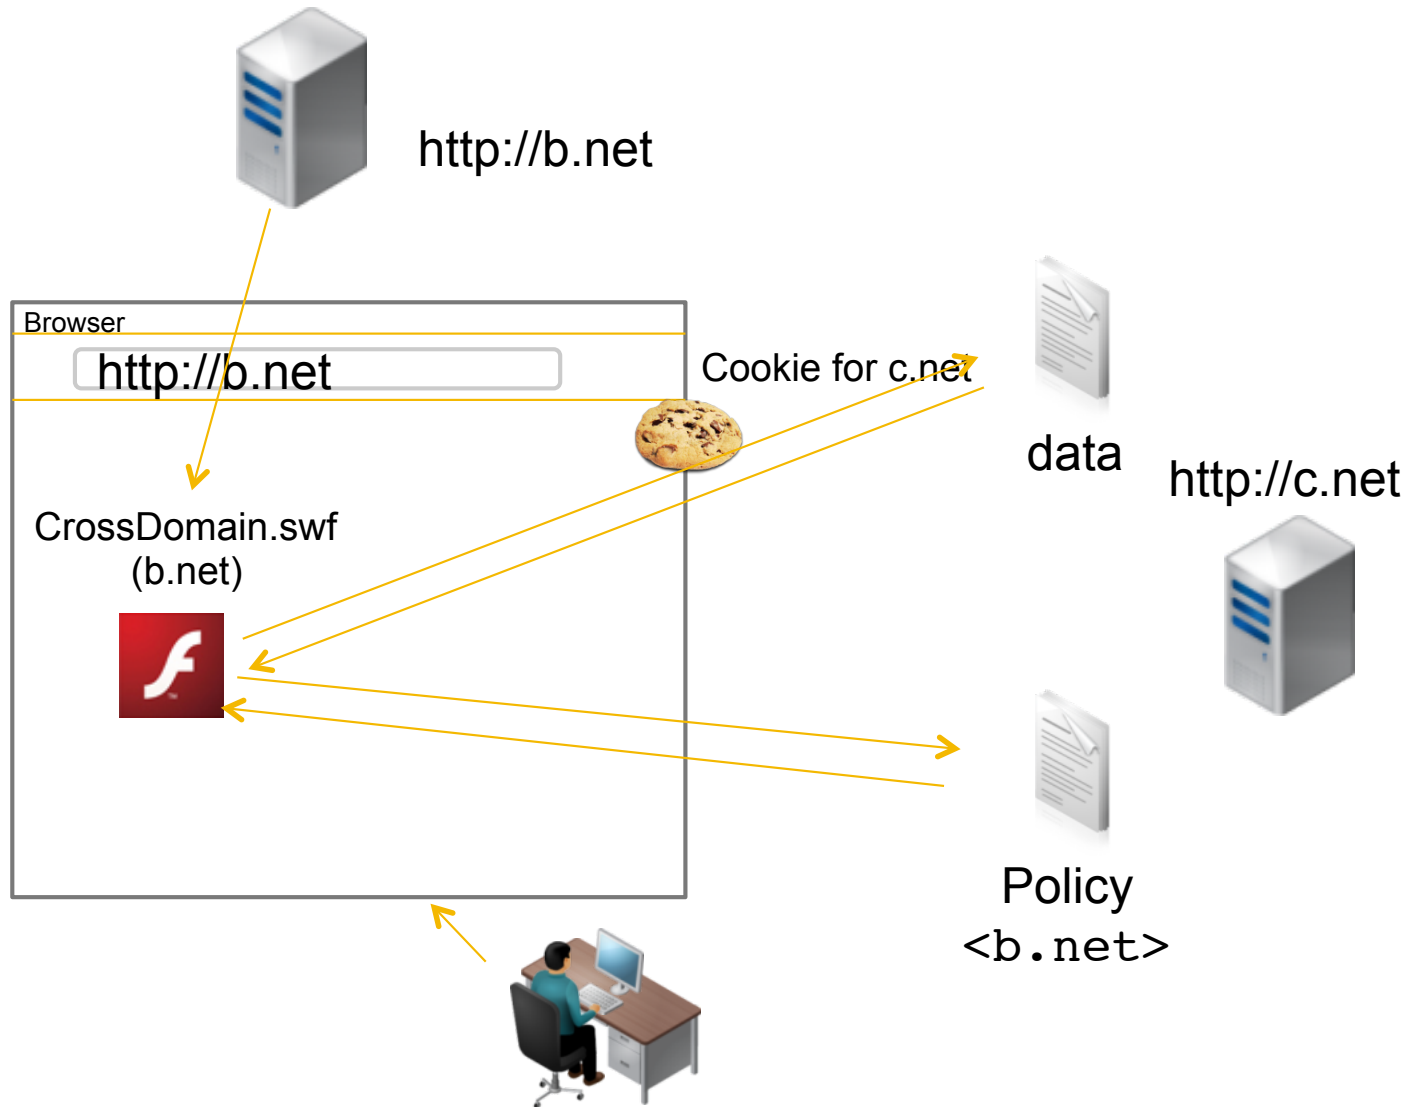 http://b.net
Browser
http://b.net
Cookie for c.net
data
http://c.net
CrossDomain.swf
(b.net)
Policy
<b.net>